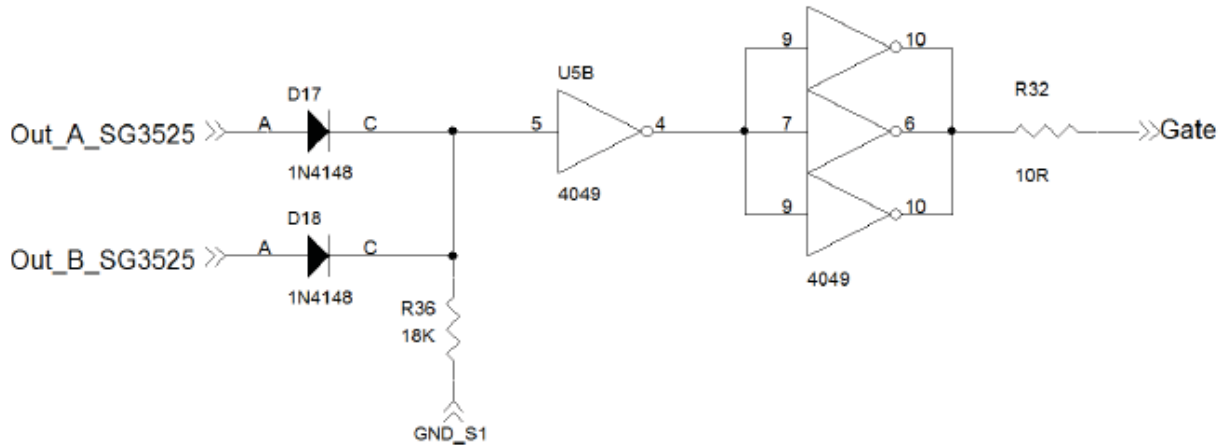 9
10
U5B
D17
R32
Out_A_SG3525
A
C
5
4
7
6
Gate
1N4148
4049
10R
D18
9
10
Out_B_SG3525
A
C
4049
1N4148
R36
18K
GND_S1